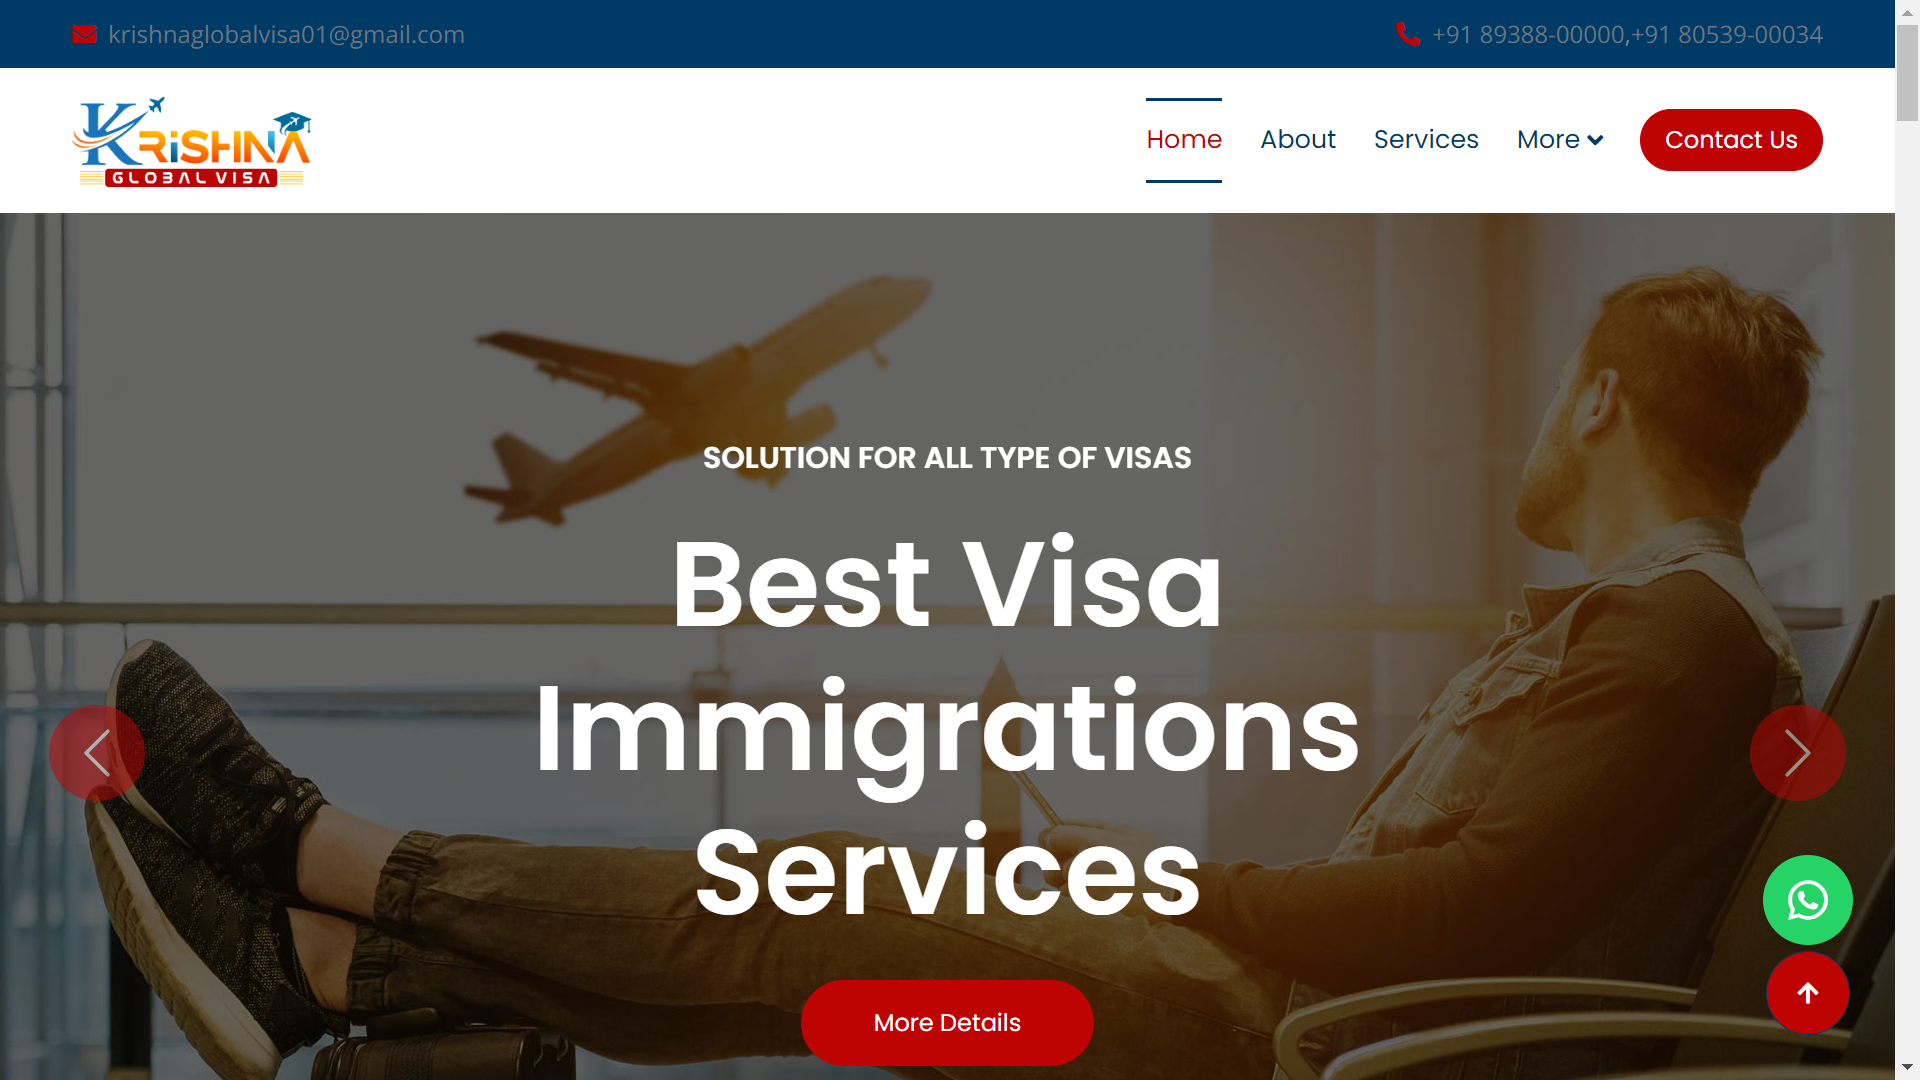 krishnaglobalvisa01@gmail.com
+91 89388-00000,+91 80539-00034
KRiSHNA
GLOBAL VISA
Home
About
Services
More
Contact Us
SOLUTION FOR ALL TYPE OF VISAS
Best Visa
Immigrations
Services
More Details